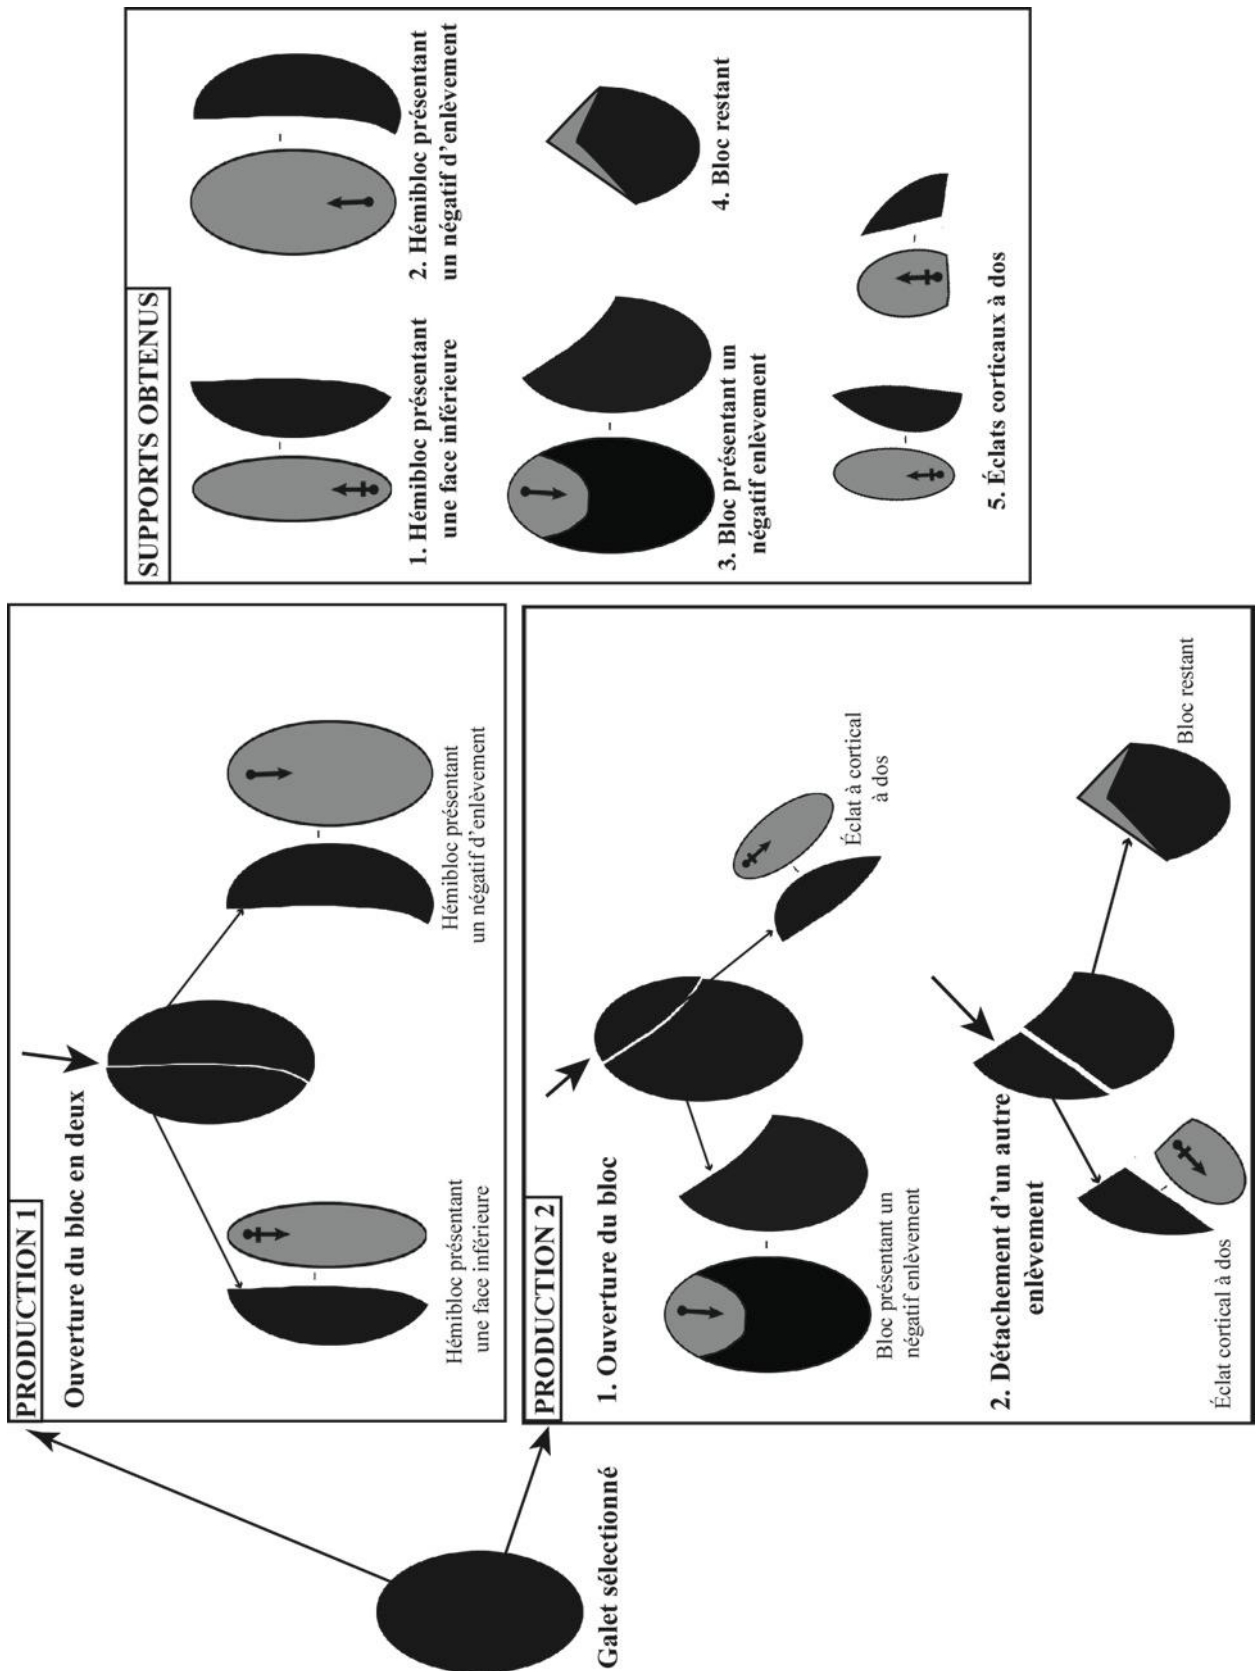 Galet sélectionné
PRODUCTION 1
Ouverture du bloc en deux
Hémibloc présentant
une face inférieure
Hémibloc présentant
un négatif d'enlèvement
PRODUCTION 2
1. Ouverture du bloc
Bloc présentant un
négatif enlèvement
Éclat à cortical
à dos
2. Détachement d'un autre
enlèvement
Éclat cortical à dos
Bloc restant
SUPPORTS OBTENUS
1. Hémibloc présentant
une face inférieure
2. Hémibloc présentant
un négatif d'enlèvement
3. Bloc présentant un
négatif enlèvement
4. Bloc restant
5. Éclats corticaux à dos